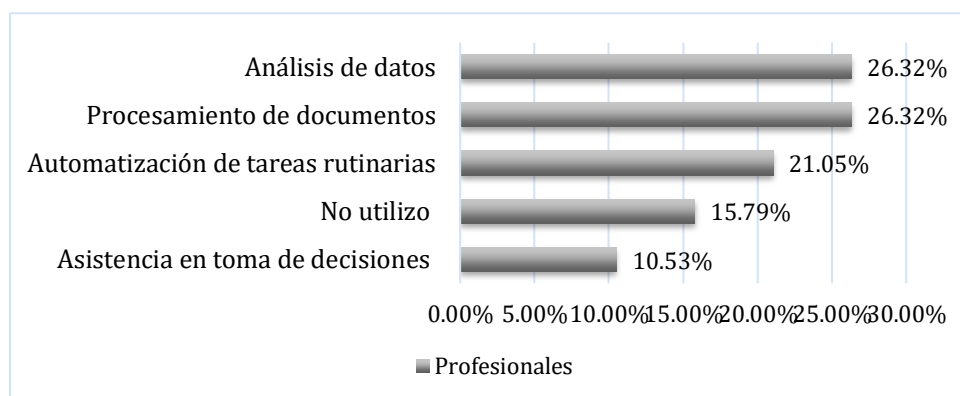 Análisis de datos 26.32%
Procesamiento de documentos 26.32%
Automatización de tareas rutinarias 21.05%
No utilizo 15.79%
Asistencia en toma de decisiones 10.53%
0.00% 5.00% 10.00% 15.00% 20.00% 25.00% 30.00%
Profesionales